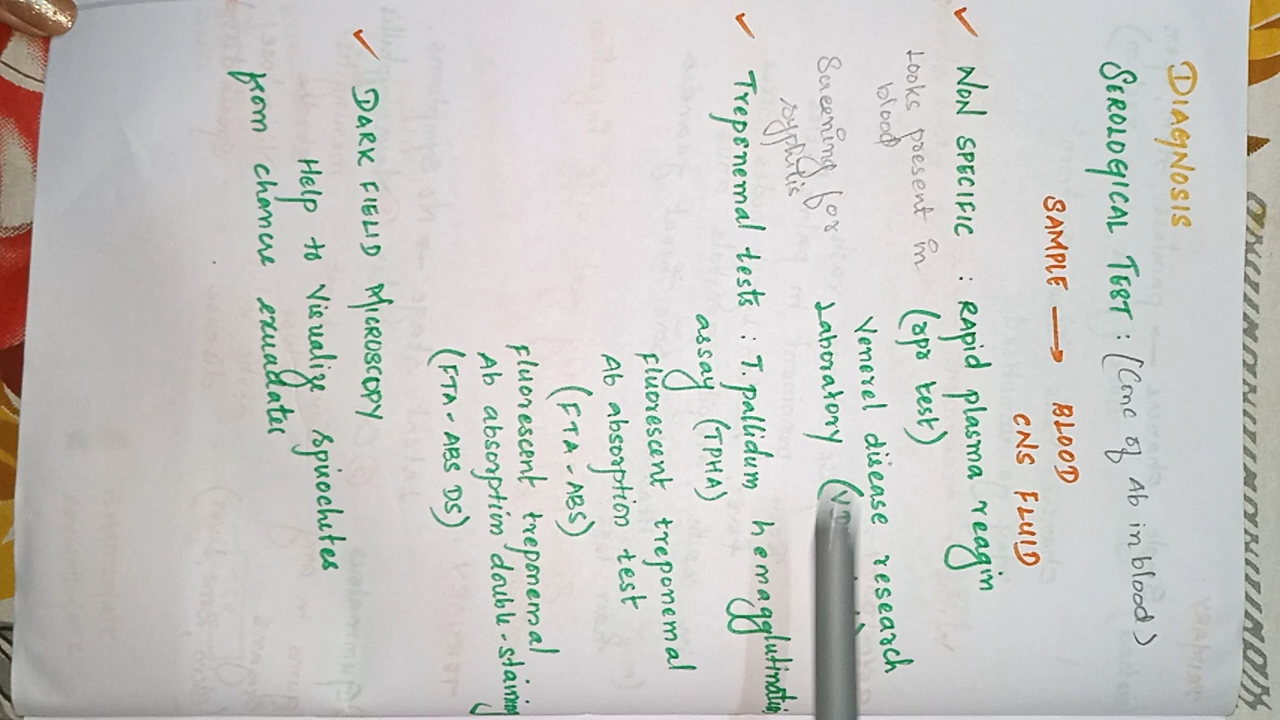 DIAGNOSIS
SEROLOGICAL TEST : (Conc of Ab in blood)
SAMPLE → BLOOD
CNS FLUID
✓ NON SPECIFIC : RAPID plasma reagin
Looks present in (rpr test)
blood
Venerel disease research
Screening for Laboratory
syphilis
✓ Treponemal tests : T. pallidum hemagglutination
assay (TPHA)
Fluorescent treponemal
Ab absorption test
(FTA-ABS)
Fluorescent treponemal
Ab absorption double-staining
(FTA-ABS DS)
✓ DARK FIELD MICROSCOPY
Help to Visualize spirochites
from chancre exuadates